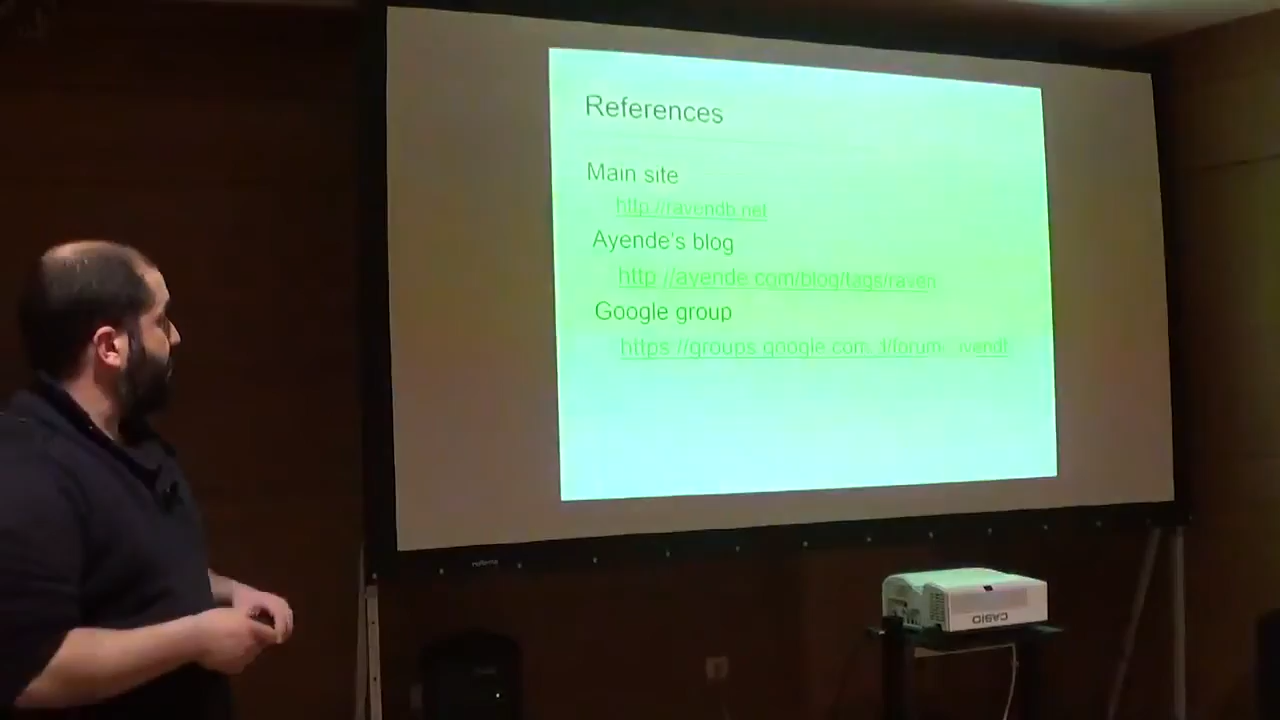 References
Main site
http://ravendb.net
Ayende's blog
http://ayende.com/blog/tags/raven
Google group
https://groups.google.com
CASIO